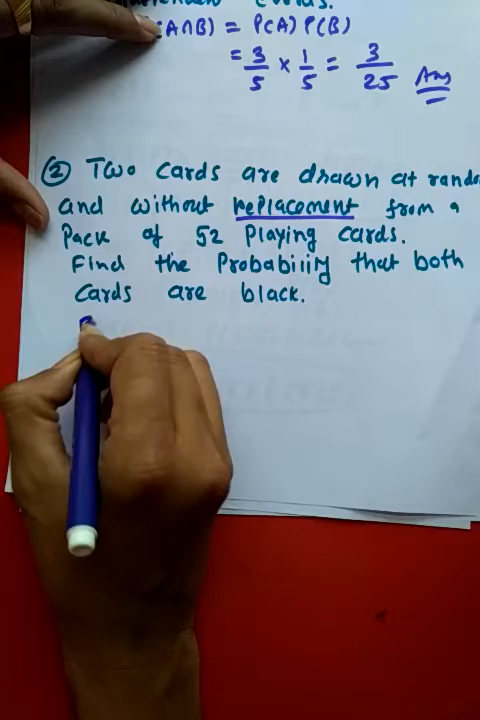 (A∩B) = P(A) P(B)
= 3/5 × 1/5 = 3/25 Ans
② Two cards are drawn at rando
and without replacement from a
Pack of 52 Playing cards.
Find the Probability that both
cards are black.